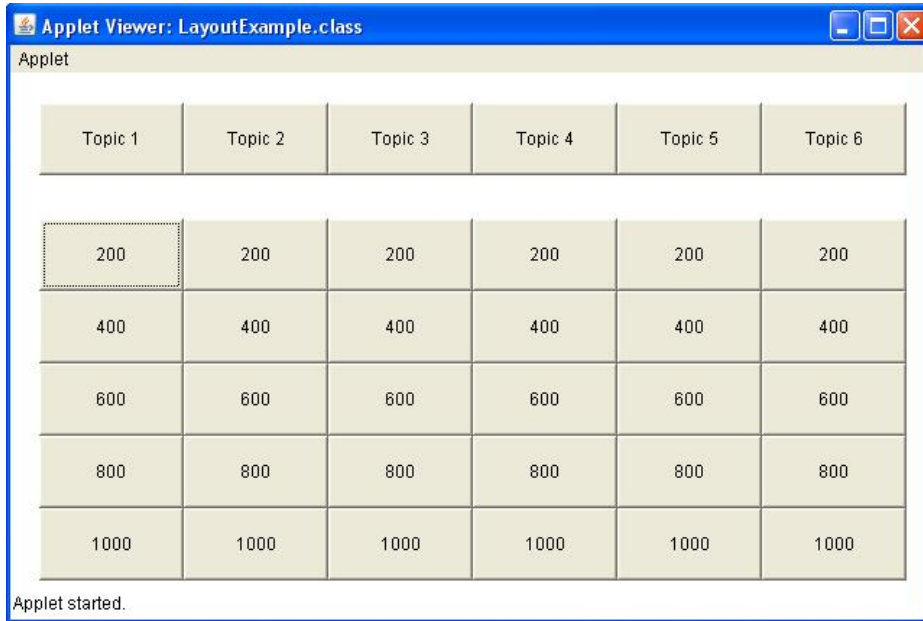 Applet Viewer: LayoutExample.class
Applet
Topic 1 Topic 2 Topic 3 Topic 4 Topic 5 Topic 6
200 200 200 200 200 200
400 400 400 400 400 400
600 600 600 600 600 600
800 800 800 800 800 800
1000 1000 1000 1000 1000 1000
Applet started.